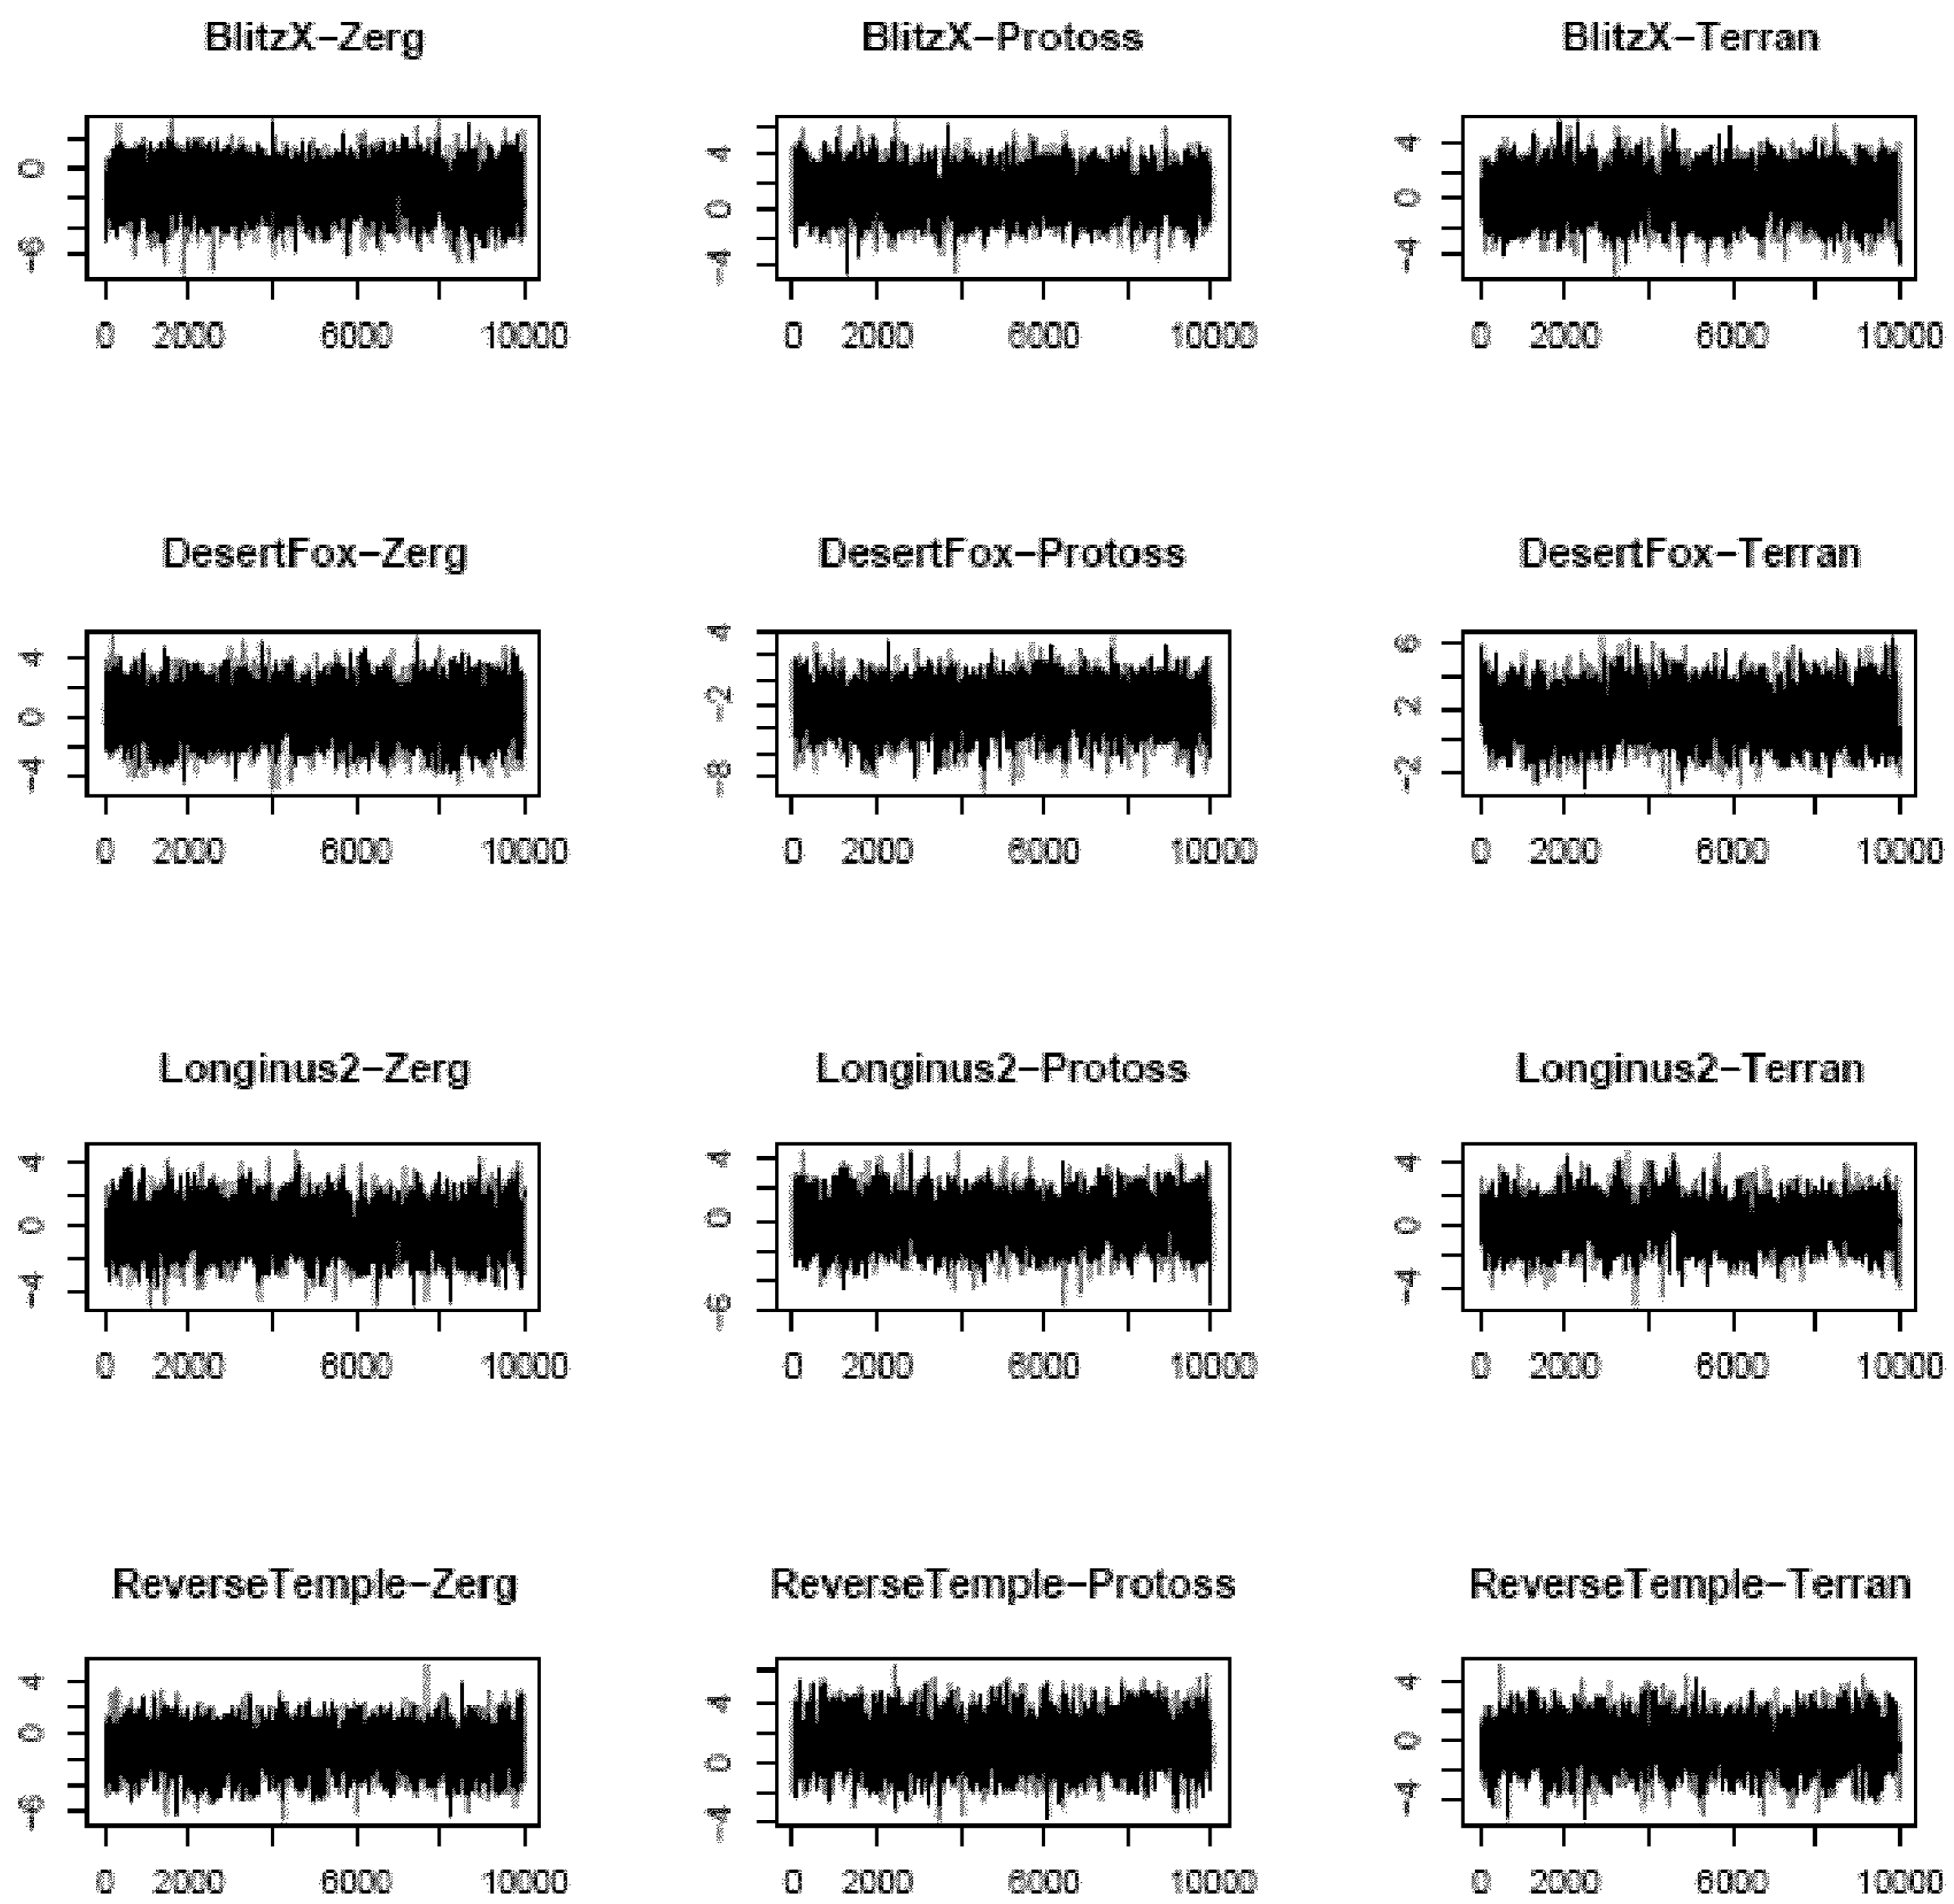 BlitzX-Zerg BlitzX-Protoss BlitzX-Terran
0 -6 4 0 -4 4 0 -4
0 2000 6000 10000 0 2000 6000 10000 0 2000 6000 10000
DesertFox-Zerg DesertFox-Protoss DesertFox-Terran
4 0 -4 4 -2 -8 6 2 -2
0 2000 6000 10000 0 2000 6000 10000 0 2000 6000 10000
Longinus2-Zerg Longinus2-Protoss Longinus2-Terran
4 0 -4 4 0 -6 4 0 -4
0 2000 6000 10000 0 2000 6000 10000 0 2000 6000 10000
ReverseTemple-Zerg ReverseTemple-Protoss ReverseTemple-Terran
4 0 -6 4 0 -4 4 0 -4
0 2000 6000 10000 0 2000 6000 10000 0 2000 6000 10000